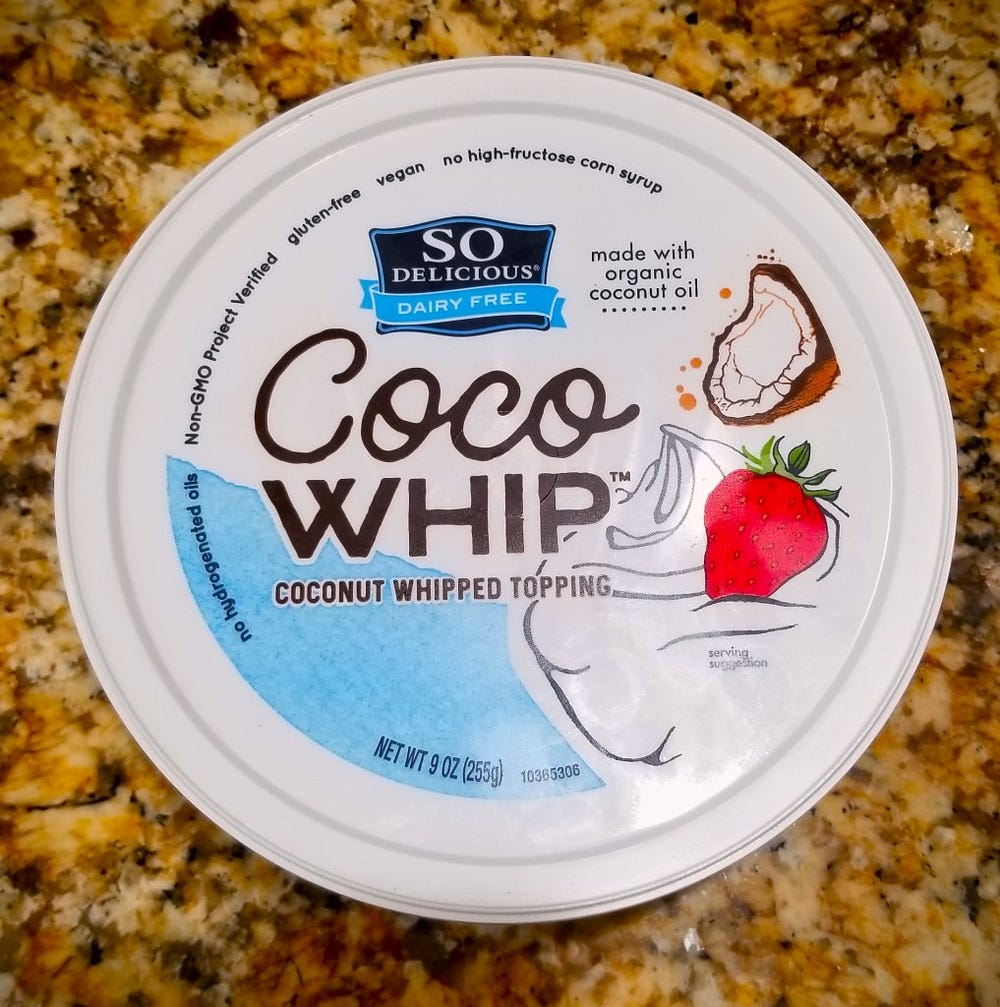 no hydrogenated oils Non-GMO Project Verified gluten-free vegan no high-fructose corn syrup
SO
DELICIOUS®
DAIRY FREE
made with
organic
coconut oil
Coco
WHIP™
COCONUT WHIPPED TOPPING
serving
suggestion
NET WT 9 OZ (255g)
10365306